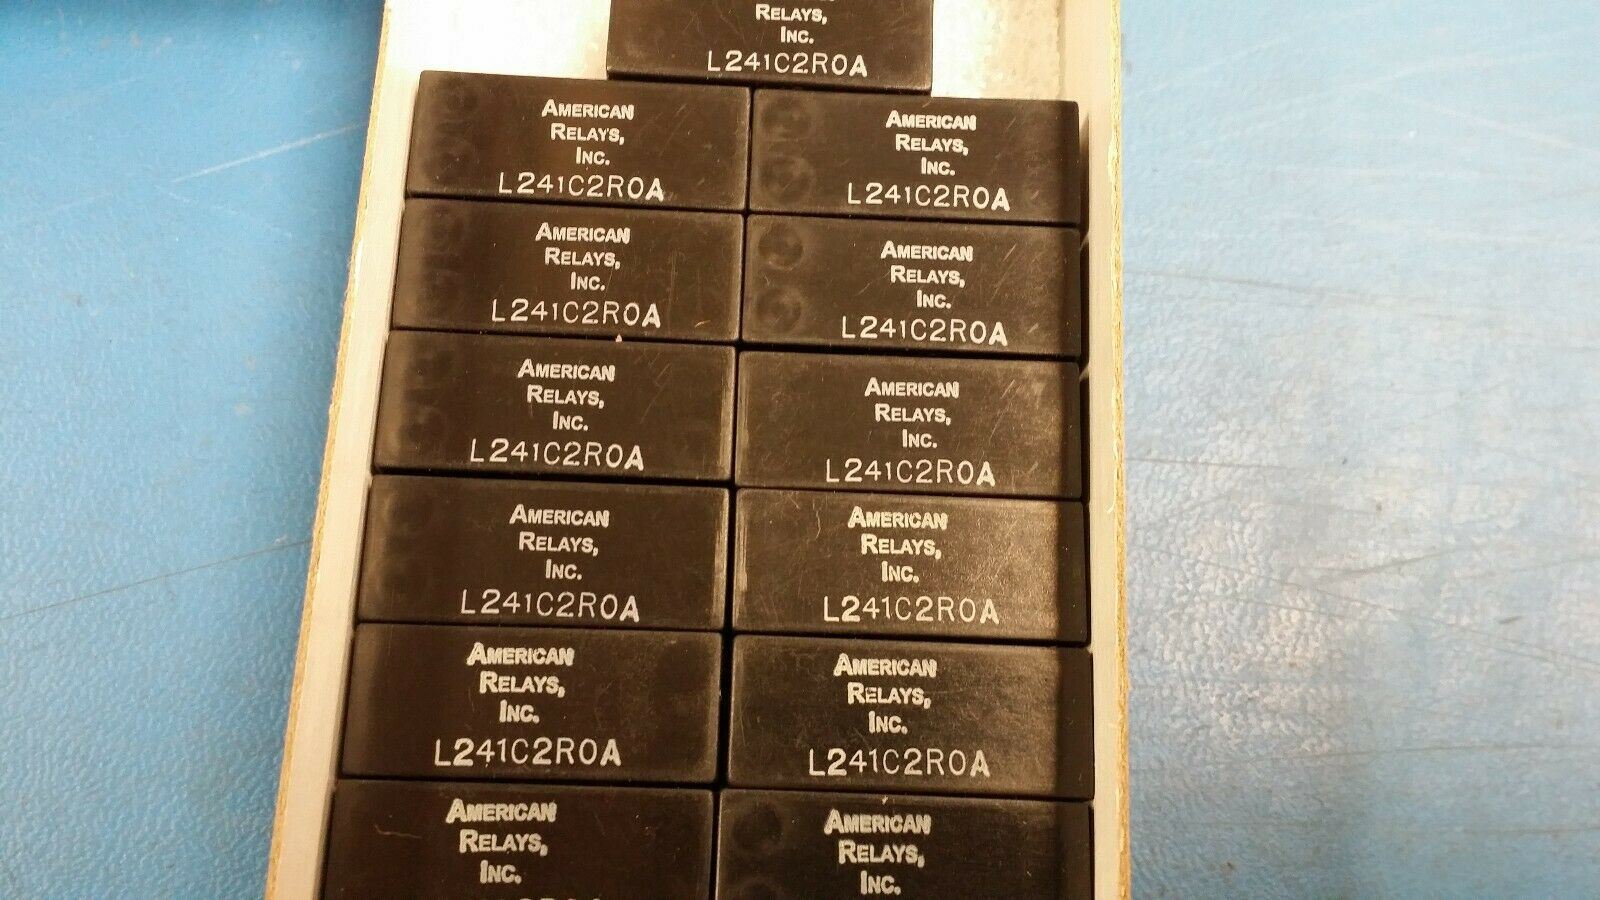 RELAYS,
INC.
L241C2R0A
AMERICAN
RELAYS,
INC.
L241C2R0A
AMERICAN
RELAYS,
INC.
L241C2R0A
AMERICAN
RELAYS,
INC.
L241C2R0A
AMERICAN
RELAYS,
INC.
L241C2R0A
AMERICAN
RELAYS,
INC.
L241C2R0A
AMERICAN
RELAYS,
INC.
L241C2R0A
AMERICAN
RELAYS,
INC.
L241C2R0A
AMERICAN
RELAYS,
INC.
L241C2R0A
AMERICAN
RELAYS,
INC.
L241C2R0A
AMERICAN
RELAYS,
INC.
L241C2R0A
AMERICAN
RELAYS,
INC.
AMERICAN
RELAYS,
INC.